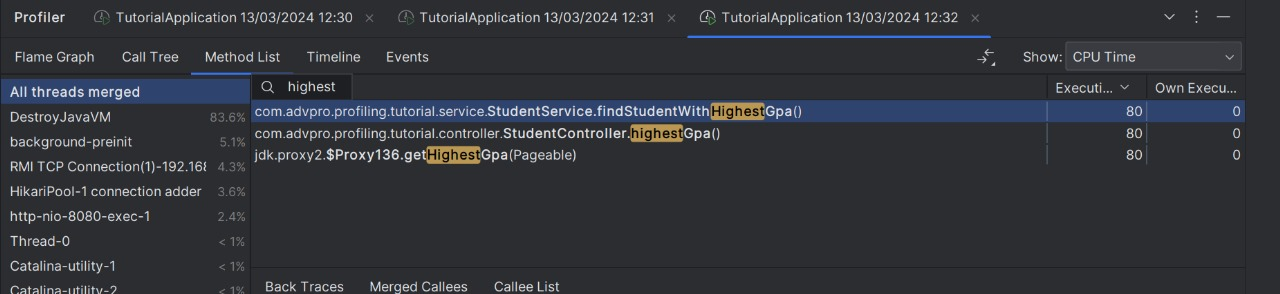 Profiler TutorialApplication 13/03/2024 12:30 TutorialApplication 13/03/2024 12:31 TutorialApplication 13/03/2024 12:32
Flame Graph Call Tree Method List Timeline Events Show: CPU Time
All threads merged
DestroyJavaVM 83.6%
background-preinit 5.1%
RMI TCP Connection(1)-192.168 4.3%
HikariPool-1 connection adder 3.6%
http-nio-8080-exec-1 2.4%
Thread-0 < 1%
Catalina-utility-1 < 1%
Catalina-utility-2 < 1%
highest Executi... Own Execu...
com.advpro.profiling.tutorial.service.StudentService.findStudentWithHighestGpa() 80 0
com.advpro.profiling.tutorial.controller.StudentController.highestGpa() 80 0
jdk.proxy2.$Proxy136.getHighestGpa(Pageable) 80 0
Back Traces Merged Callees Callee List